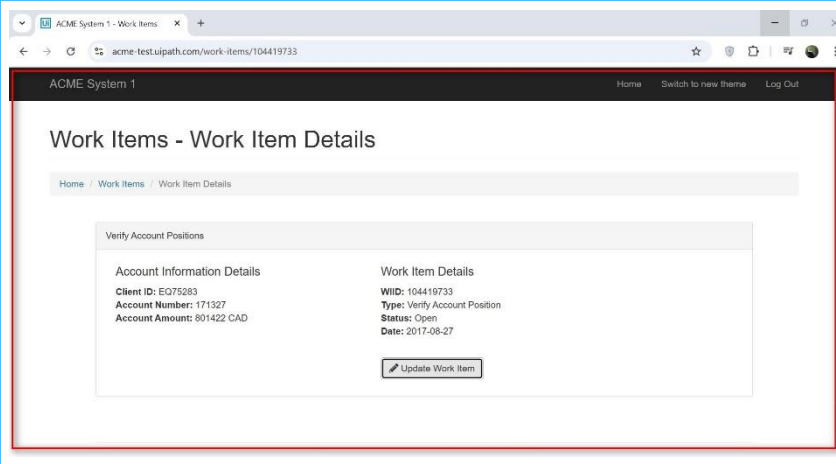 ACME System 1 - Work Items
acme-test.uipath.com/work-items/104419733
ACME System 1 Home Switch to new theme Log Out
Work Items - Work Item Details
Home / Work Items / Work Item Details
Verify Account Positions
Account Information Details
Client ID: EQ75283
Account Number: 171327
Account Amount: 801422 CAD
Work Item Details
WIID: 104419733
Type: Verify Account Position
Status: Open
Date: 2017-08-27
Update Work Item